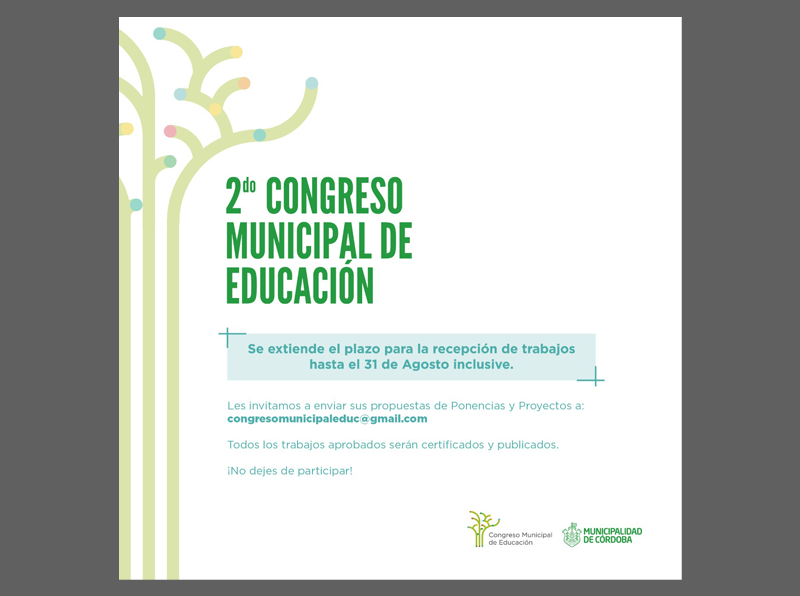 2do CONGRESO
MUNICIPAL DE
EDUCACIÓN
Se extiende el plazo para la recepción de trabajos
hasta el 31 de Agosto inclusive.
Les invitamos a enviar sus propuestas de Ponencias y Proyectos a:
congresomunicipaleduc@gmail.com
Todos los trabajos aprobados serán certificados y publicados.
¡No dejes de participar!
Congreso Municipal
de Educación
MUNICIPALIDAD
DE CÓRDOBA